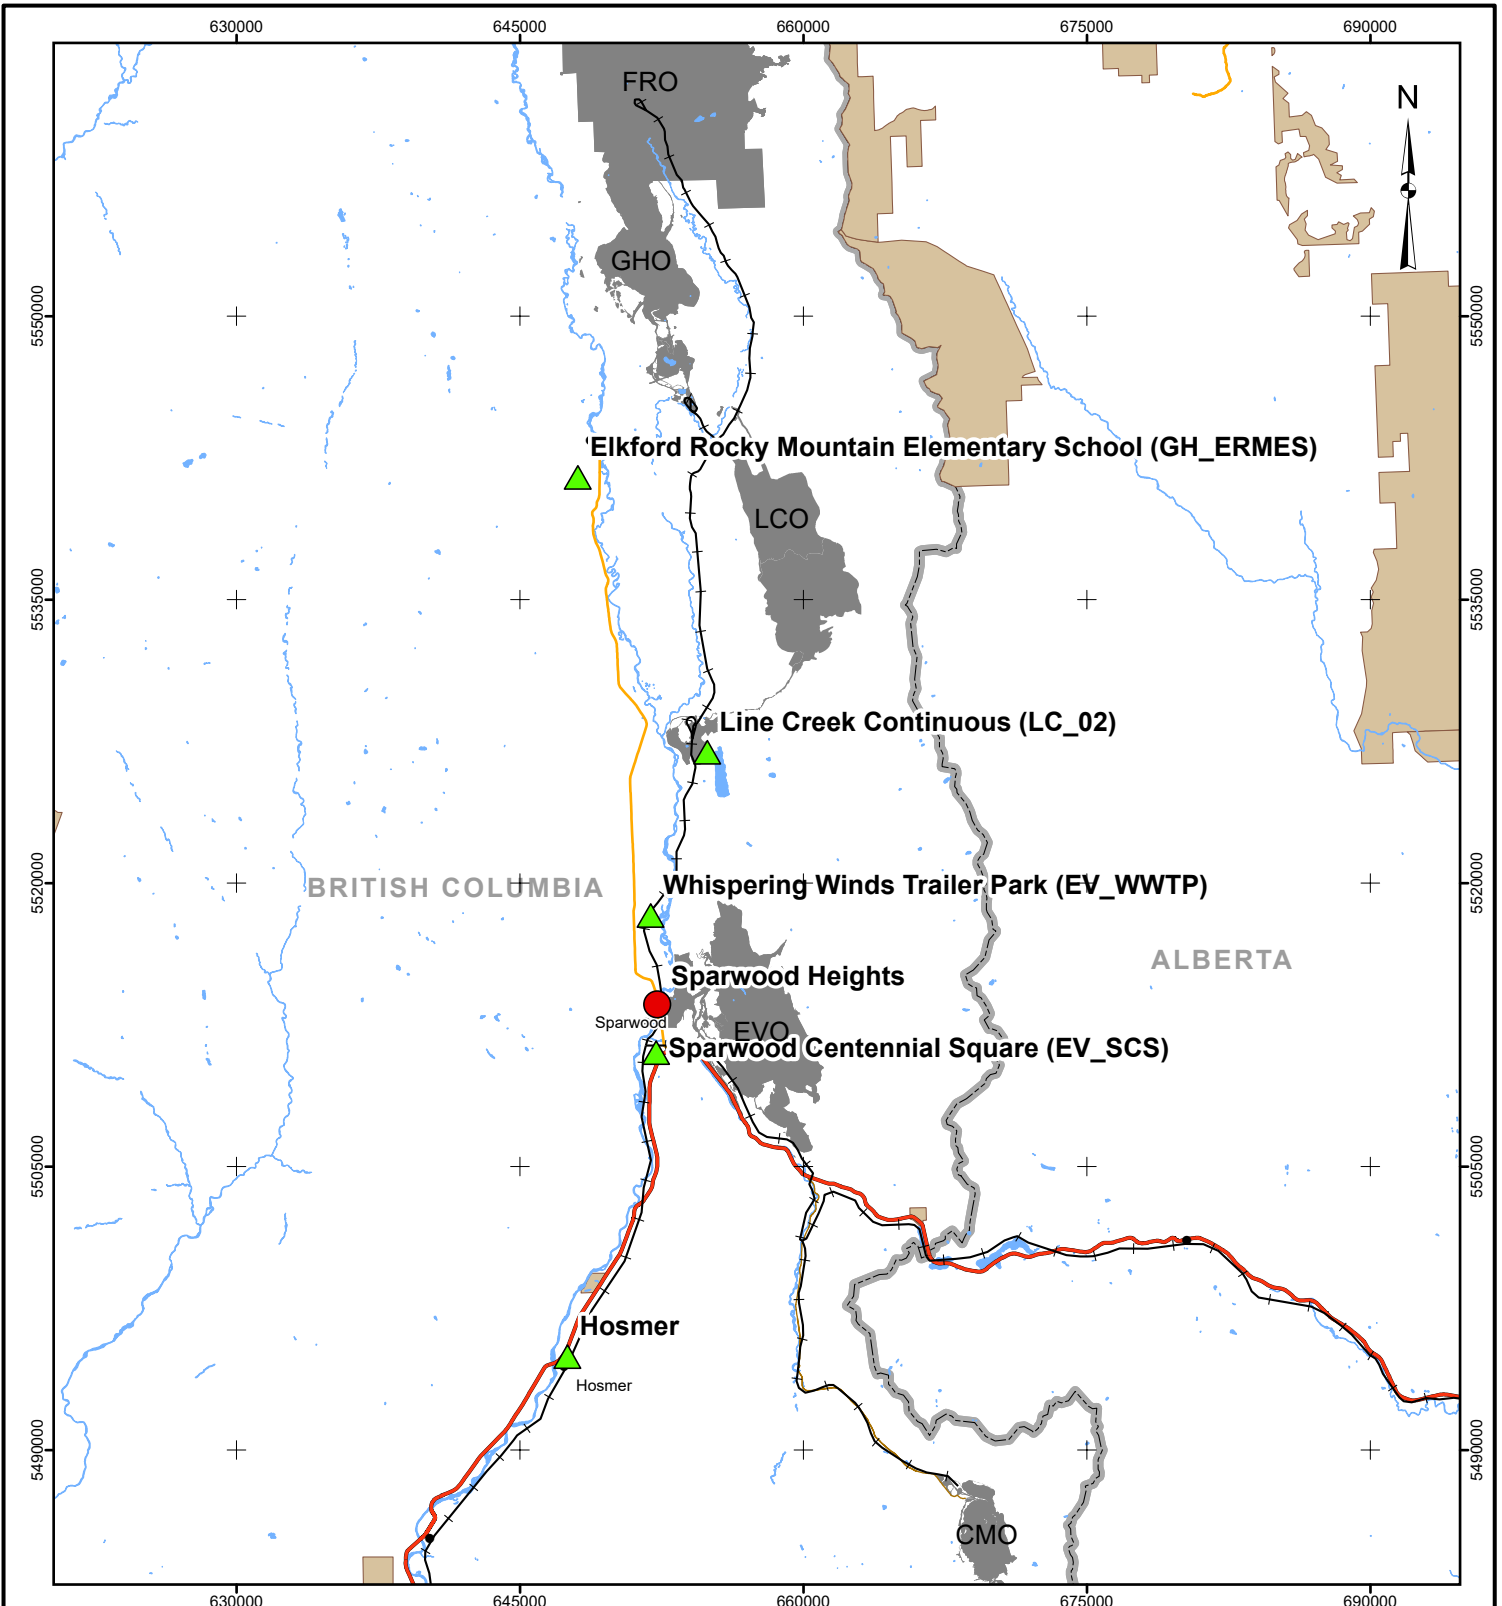 630000
645000
660000
675000
690000
FRO
N
GHO
5550000
5550000
Elkford Rocky Mountain Elementary School (GH_ERMES)
LCO
5535000
5535000
Line Creek Continuous (LC_02)
5520000
5520000
BRITISH COLUMBIA
Whispering Winds Trailer Park (EV_WWTP)
ALBERTA
Sparwood Heights
Sparwood
EVO
Sparwood Centennial Square (EV_SCS)
5505000
5505000
Hosmer
Hosmer
5490000
5490000
CMO
630000
645000
660000
675000
690000